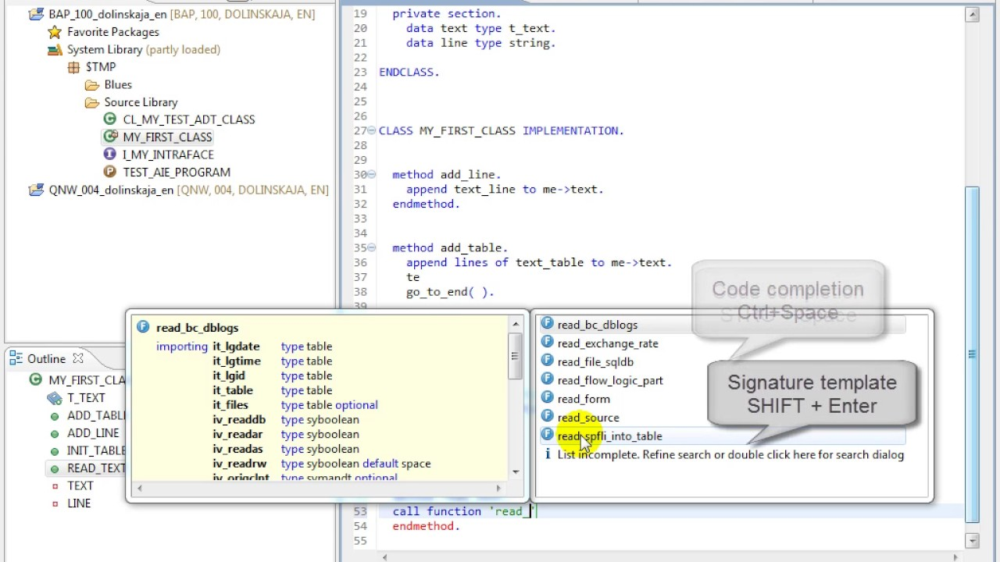 BAP_100_dolinskaja_en [BAP, 100, DOLINSKAJA, EN]
Favorite Packages
System Library (partly loaded)
$TMP
Blues
Source Library
CL_MY_TEST_ADT_CLASS
MY_FIRST_CLASS
I_MY_INTRAFACE
TEST_AIE_PROGRAM
QNW_004_dolinskaja_en [QNW, 004, DOLINSKAJA, EN]
Outline
MY_FIRST_CLA
T_TEXT
ADD_TABL
ADD_LINE
INIT_TABLE
READ_TEXT
TEXT
LINE
19 private section.
20 data text type t_text.
21 data line type string.
22
23 ENDCLASS.
24
25
26
27 CLASS MY_FIRST_CLASS IMPLEMENTATION.
28
29
30 method add_line.
31 append text_line to me->text.
32 endmethod.
33
34
35 method add_table.
36 append lines of text_table to me->text.
37 te
38 go_to_end( ).
39
read_bc_dblogs
importing it_lgdate type table
it_lgtime type table
it_lgid type table
it_table type table
it_files type table optional
iv_readdb type syboolean
iv_readar type syboolean
iv_readas type syboolean
iv_readrw type syboolean default space
iv_origclnt type symandt optional
read_bc_dblogs
read_exchange_rate
read_file_sqldb
read_flow_logic_part
read_form
read_source
read_spfli_into_table
List incomplete. Refine search or double click here for search dialog
Code completion
Ctrl+Space
Signature template
SHIFT + Enter
53 call function 'read_'
54 endmethod.
55